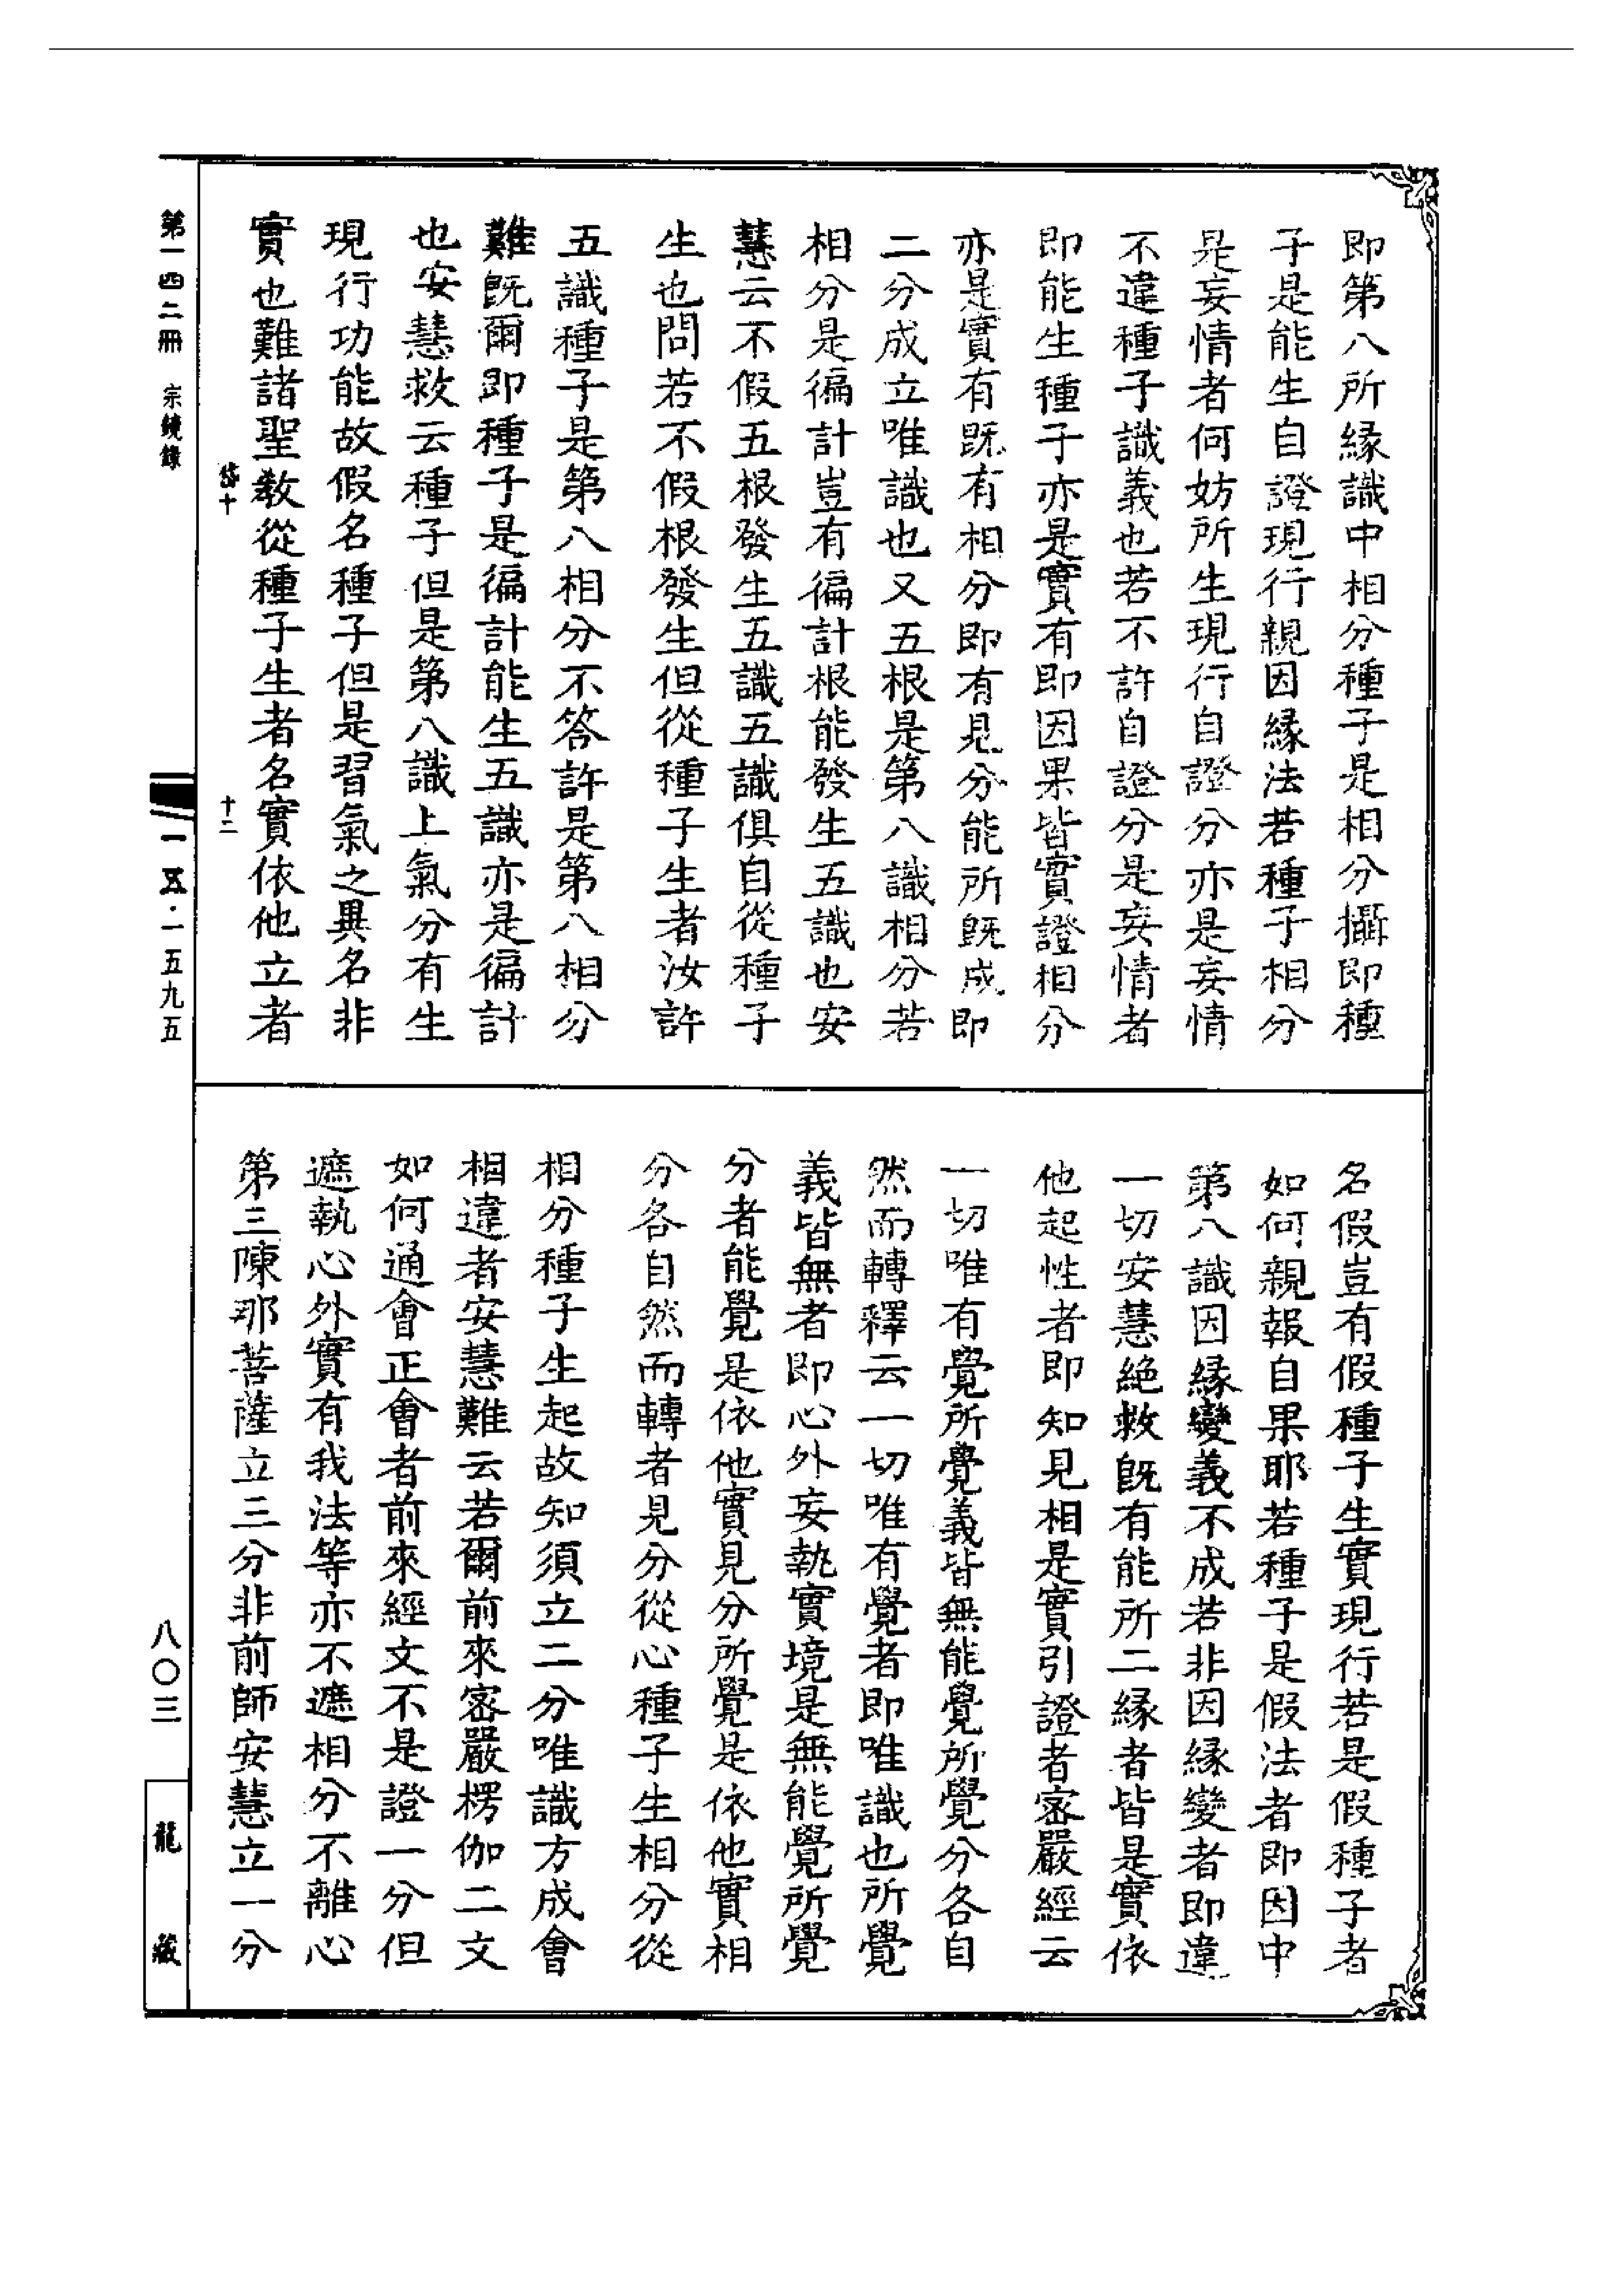 即第八所緣識中相分種子是相分攝即種
子是能生自證現行親因緣法若種子相分
是妄情者何妨所生現行自證分亦是妄情
不違種子識義也若不許自證分是妄情者
即能生種子亦是實有即因果皆實證相分
亦是實有既有相分即有見分能所既成即
二分成立唯識也又五根是第八識相分若
相分是徧計豈有徧計根能發生五識也安
慧云不假五根發生五識五識俱自從種子
生也問若不假根發生但從種子生者汝許
五識種子是第八相分不答許是第八相分
難既爾即種子是徧計能生五識亦是徧計
也安慧救云種子但是第八識上氣分有生
現行功能故假名種子但是習氣之異名非
實也難諸聖教從種子生者名實依他立者
岱十
十二
名假豈有假種子生實現行若是假種子者
如何親報自果耶若種子是假法者即因中
第八識因緣變義不成若非因緣變者即違
一切安慧絕救既有能所二緣者皆是實依
他起性者即知見相是實引證者密嚴經云
一切唯有覺所覺義皆無能覺所覺分各自
然而轉釋云一切唯有覺者即唯識也所覺
義皆無者即心外妄執實境是無能覺所覺
分者能覺是依他實見分所覺是依他實相
分各自然而轉者見分從心種子生相分從
相分種子生起故知須立二分唯識方成會
相違者安慧難云若爾前來密嚴楞伽二文
如何通會正會者前來經文不是證一分但
遮執心外實有我法等亦不遮相分不離心
第三陳那菩薩立三分非前師安慧立一分
第一四二冊 宗鏡錄
一五·一五九五
八〇三
龍藏